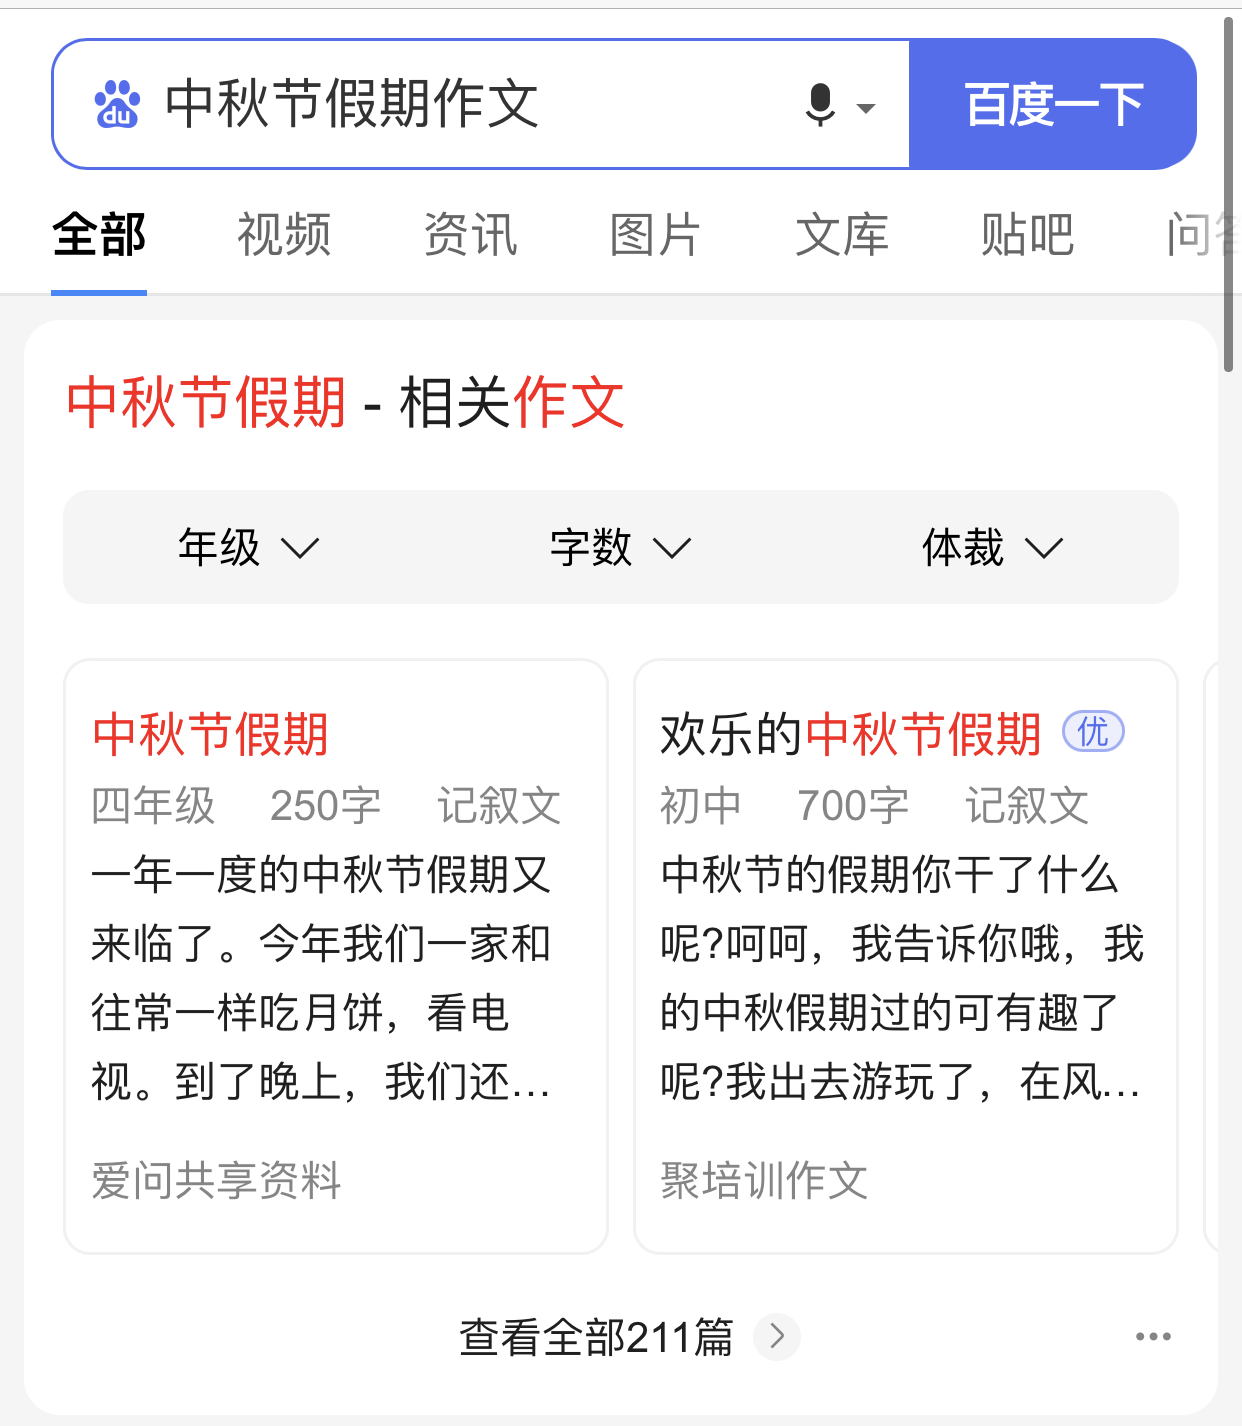 du 中秋节假期作文 百度一下
全部 视频 资讯 图片 文库 贴吧 问答
中秋节假期 - 相关作文
年级 字数 体裁
中秋节假期
四年级 250字 记叙文
一年一度的中秋节假期又
来临了。今年我们一家和
往常一样吃月饼，看电
视。到了晚上，我们还...
爱问共享资料
欢乐的中秋节假期 优
初中 700字 记叙文
中秋节的假期你干了什么
呢?呵呵，我告诉你哦，我
的中秋假期过的可有趣了
呢?我出去游玩了，在风...
聚培训作文
查看全部211篇